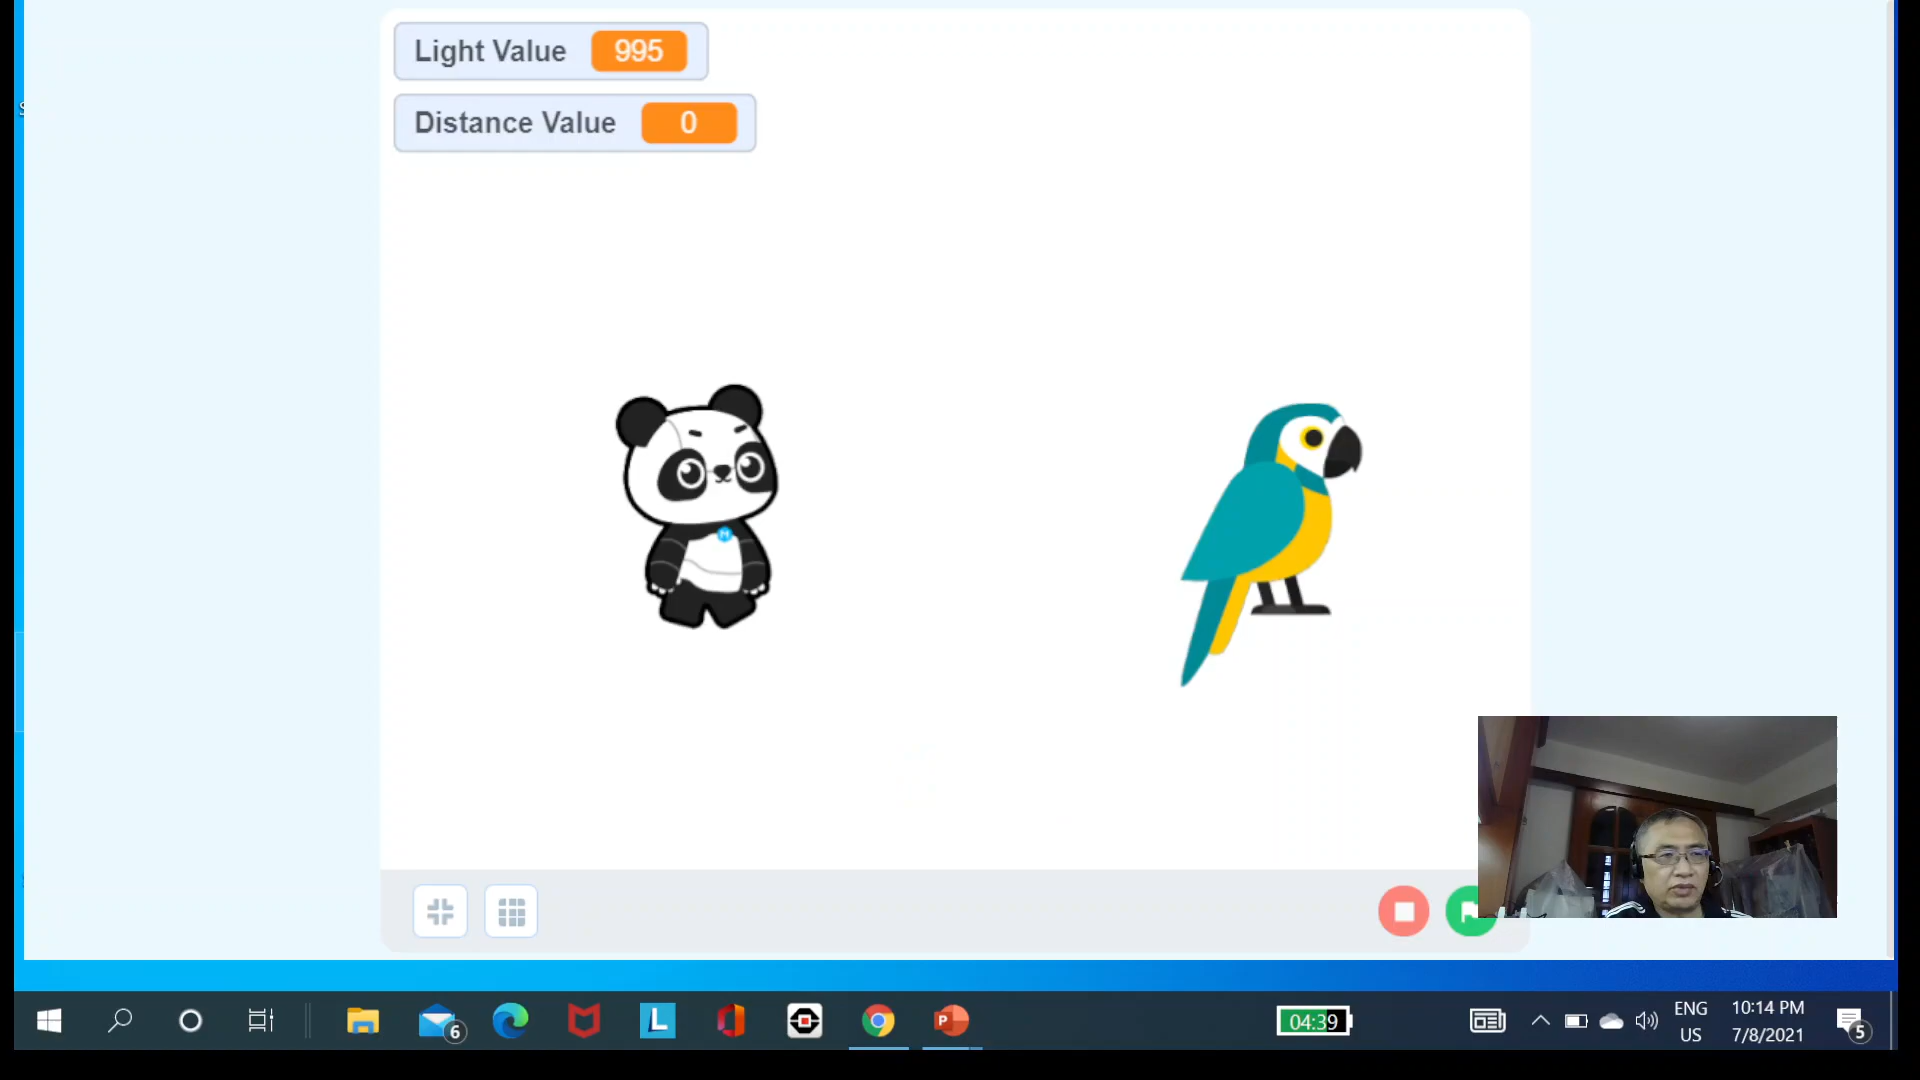 Light Value 995
Distance Value 0
S
6
L
P
04:39
ENG
US
10:14 PM
7/8/2021
5